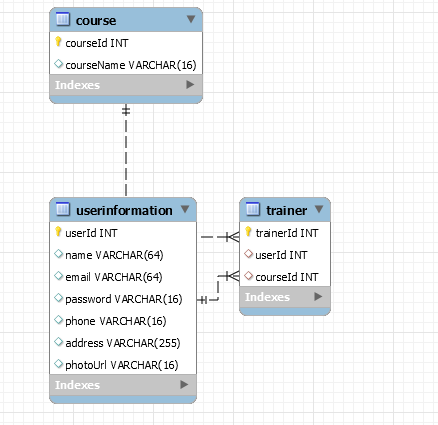 course
courseId INT
courseName VARCHAR(16)
Indexes
userinformation
userId INT
name VARCHAR(64)
email VARCHAR(64)
password VARCHAR(16)
phone VARCHAR(16)
address VARCHAR(255)
photoUrl VARCHAR(16)
Indexes
trainer
trainerId INT
userId INT
courseId INT
Indexes